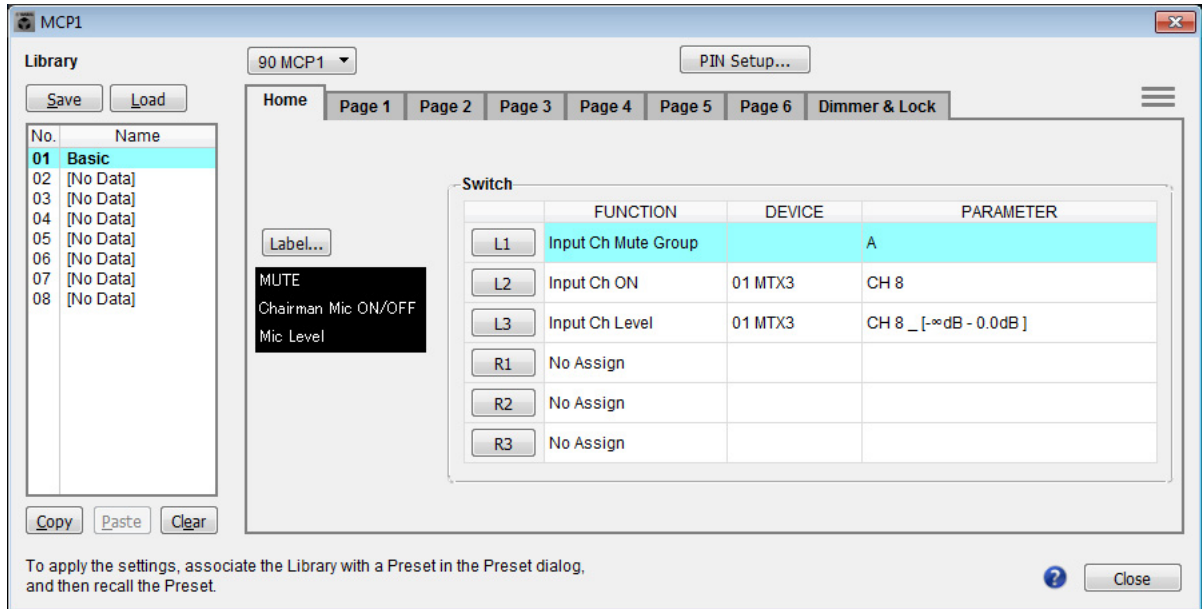 MCP1
Library
90 MCP1
PIN Setup...
Save Load
Home Page 1 Page 2 Page 3 Page 4 Page 5 Page 6 Dimmer & Lock
No. Name
01 Basic
02 [No Data]
03 [No Data]
04 [No Data]
05 [No Data]
06 [No Data]
07 [No Data]
08 [No Data]
Copy Paste Clear
Label...
MUTE
Chairman Mic ON/OFF
Mic Level
Switch
FUNCTION DEVICE PARAMETER
L1 Input Ch Mute Group A
L2 Input Ch ON 01 MTX3 CH 8
L3 Input Ch Level 01 MTX3 CH 8 _ [-∞dB - 0.0dB ]
R1 No Assign
R2 No Assign
R3 No Assign
To apply the settings, associate the Library with a Preset in the Preset dialog,
and then recall the Preset.
? Close